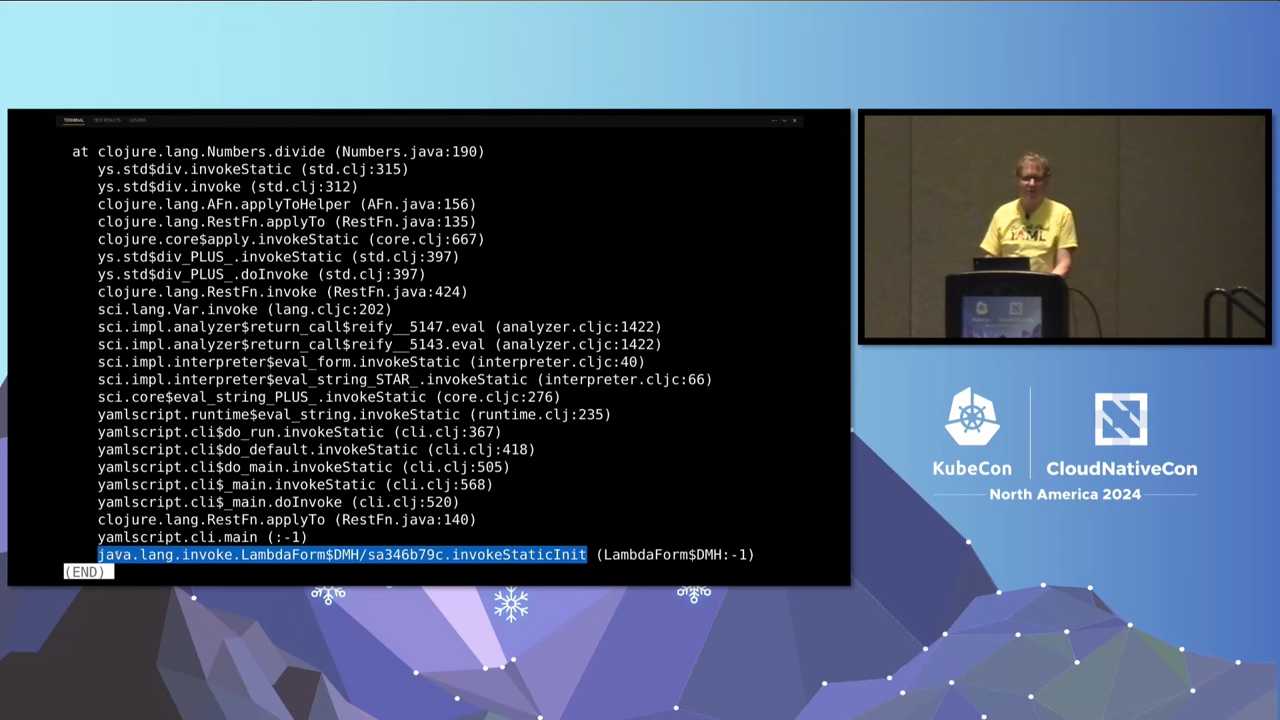 TERMINAL TEST RESULTS
at clojure.lang.Numbers.divide (Numbers.java:190)
ys.std$div.invokeStatic (std.clj:315)
ys.std$div.invoke (std.clj:312)
clojure.lang.AFn.applyToHelper (AFn.java:156)
clojure.lang.RestFn.applyTo (RestFn.java:135)
clojure.core$apply.invokeStatic (core.clj:667)
ys.std$div_PLUS_.invokeStatic (std.clj:397)
ys.std$div_PLUS_.doInvoke (std.clj:397)
clojure.lang.RestFn.invoke (RestFn.java:424)
sci.lang.Var.invoke (lang.cljc:202)
sci.impl.analyzer$return_call$reify__5147.eval (analyzer.cljc:1422)
sci.impl.analyzer$return_call$reify__5143.eval (analyzer.cljc:1422)
sci.impl.interpreter$eval_form.invokeStatic (interpreter.cljc:40)
sci.impl.interpreter$eval_string_STAR_.invokeStatic (interpreter.cljc:66)
sci.core$eval_string_PLUS_.invokeStatic (core.cljc:276)
yamlscript.runtime$eval_string.invokeStatic (runtime.clj:235)
yamlscript.cli$do_run.invokeStatic (cli.clj:367)
yamlscript.cli$do_default.invokeStatic (cli.clj:418)
yamlscript.cli$do_main.invokeStatic (cli.clj:505)
yamlscript.cli$_main.invokeStatic (cli.clj:568)
yamlscript.cli$_main.doInvoke (cli.clj:520)
clojure.lang.RestFn.applyTo (RestFn.java:140)
yamlscript.cli.main (:-1)
java.lang.invoke.LambdaForm$DMH/sa346b79c.invokeStaticInit (LambdaForm$DMH:-1)
(END)
YAML
KubeCon
CloudNativeCon
North America 2024